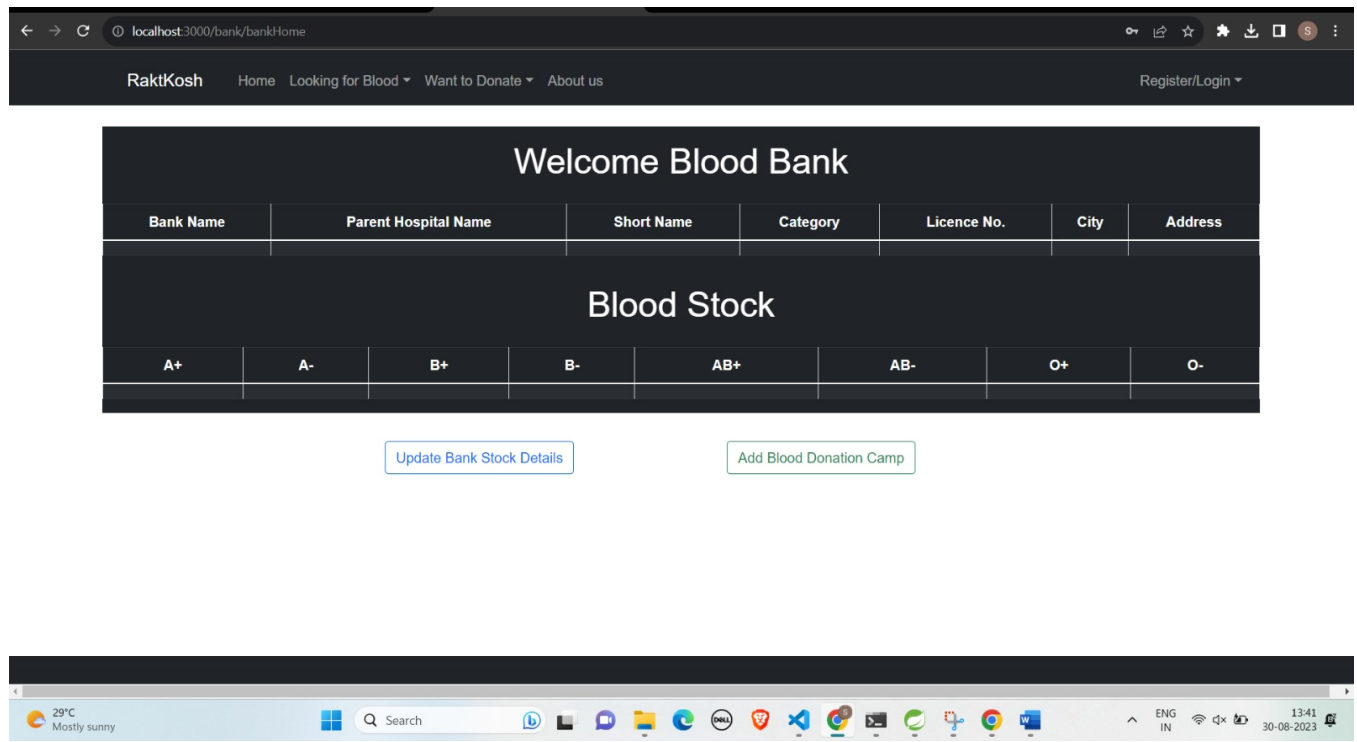 localhost:3000/bank/bankHome
S
RaktKosh Home Looking for Blood Want to Donate About us Register/Login
Welcome Blood Bank
Bank Name Parent Hospital Name Short Name Category Licence No. City Address
Blood Stock
A+ A- B+ B- AB+ AB- O+ O-
Update Bank Stock Details Add Blood Donation Camp
29°C
Mostly sunny
Search
DELL
ENG
IN
13:41
30-08-2023